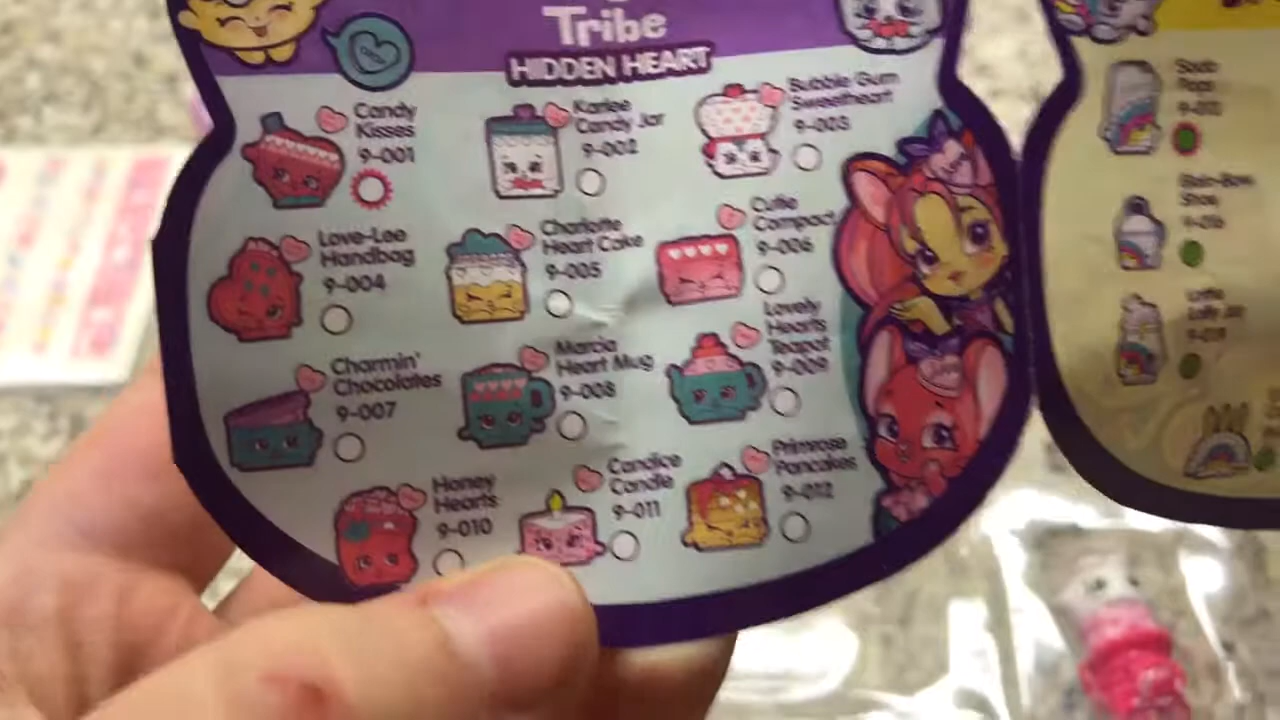 Tribe
HIDDEN HEART
Candy
Kisses
9-001
Karlee
Candy Jar
9-002
Bubble Gum
Sweetheart
9-003
Love-Lee
Handbag
9-004
Charlotte
Heart Cake
9-005
Cutie
Compact
9-006
Charmin'
Chocolates
9-007
Marcia
Heart Mug
9-008
Lovely
Hearts
Teapot
9-009
Honey
Hearts
9-010
Candice
Candle
9-011
Primrose
Pancakes
9-012
Soda
Pops